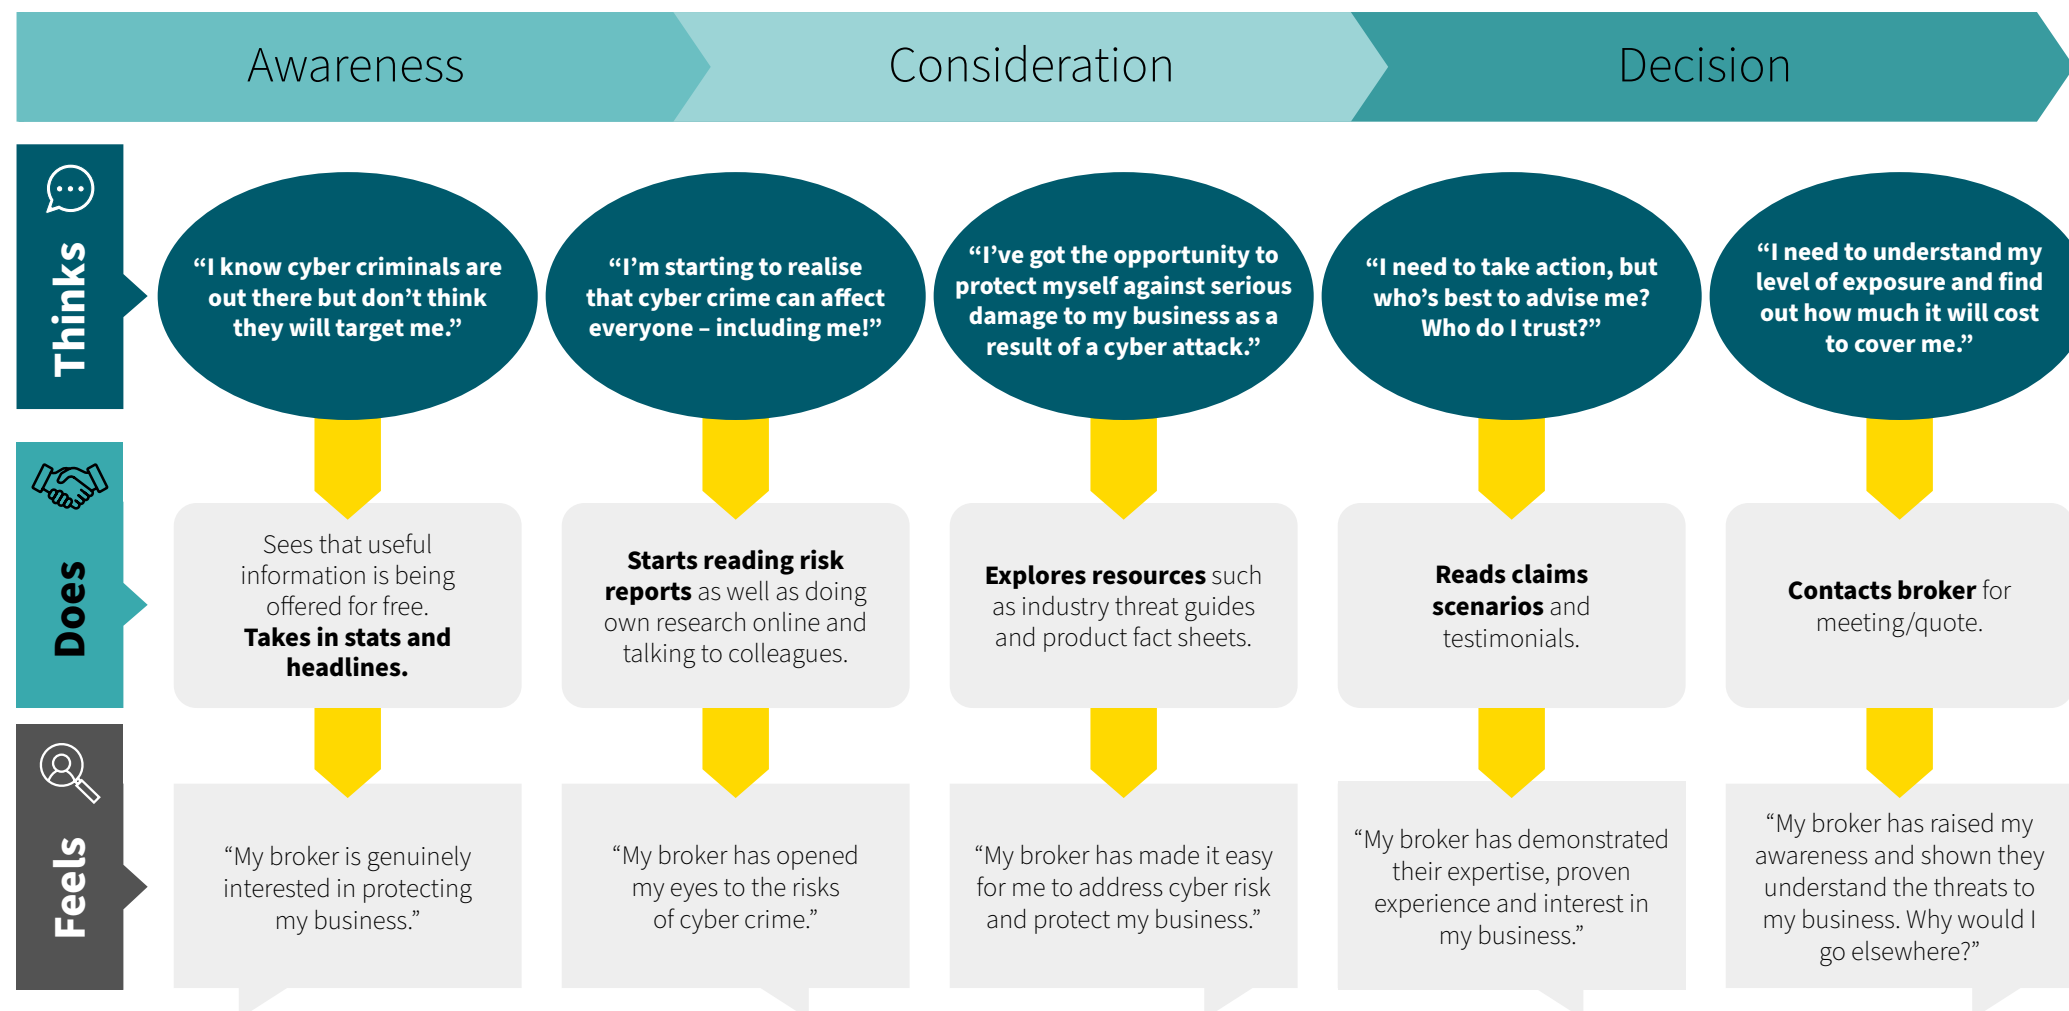 Awareness
Consideration
Decision
Thinks
“I know cyber criminals are
out there but don’t think
they will target me.”
“I’m starting to realise
that cyber crime can affect
everyone – including me!”
“I’ve got the opportunity to
protect myself against serious
damage to my business as a
result of a cyber attack.”
“I need to take action, but
who’s best to advise me?
Who do I trust?”
“I need to understand my
level of exposure and find
out how much it will cost
to cover me.”
Does
Sees that useful
information is being
offered for free.
Takes in stats and
headlines.
Starts reading risk
reports as well as doing
own research online and
talking to colleagues.
Explores resources such
as industry threat guides
and product fact sheets.
Reads claims
scenarios and
testimonials.
Contacts broker for
meeting/quote.
Feels
“My broker is genuinely
interested in protecting
my business.”
“My broker has opened
my eyes to the risks
of cyber crime.”
“My broker has made it easy
for me to address cyber risk
and protect my business.”
“My broker has demonstrated
their expertise, proven
experience and interest in
my business.”
“My broker has raised my
awareness and shown they
understand the threats to
my business. Why would I
go elsewhere?”